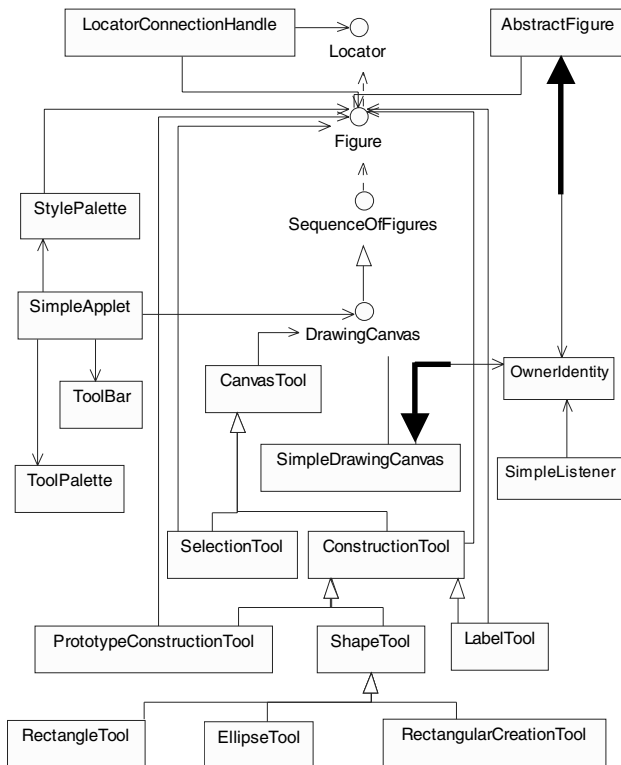 LocatorConnectionHandle
AbstractFigure
Locator
Figure
StylePalette
SequenceOfFigures
SimpleApplet
DrawingCanvas
CanvasTool
OwnerIdentity
ToolBar
SimpleDrawingCanvas
SimpleListener
ToolPalette
SelectionTool
ConstructionTool
PrototypeConstructionTool
ShapeTool
LabelTool
RectangleTool
EllipseTool
RectangularCreationTool